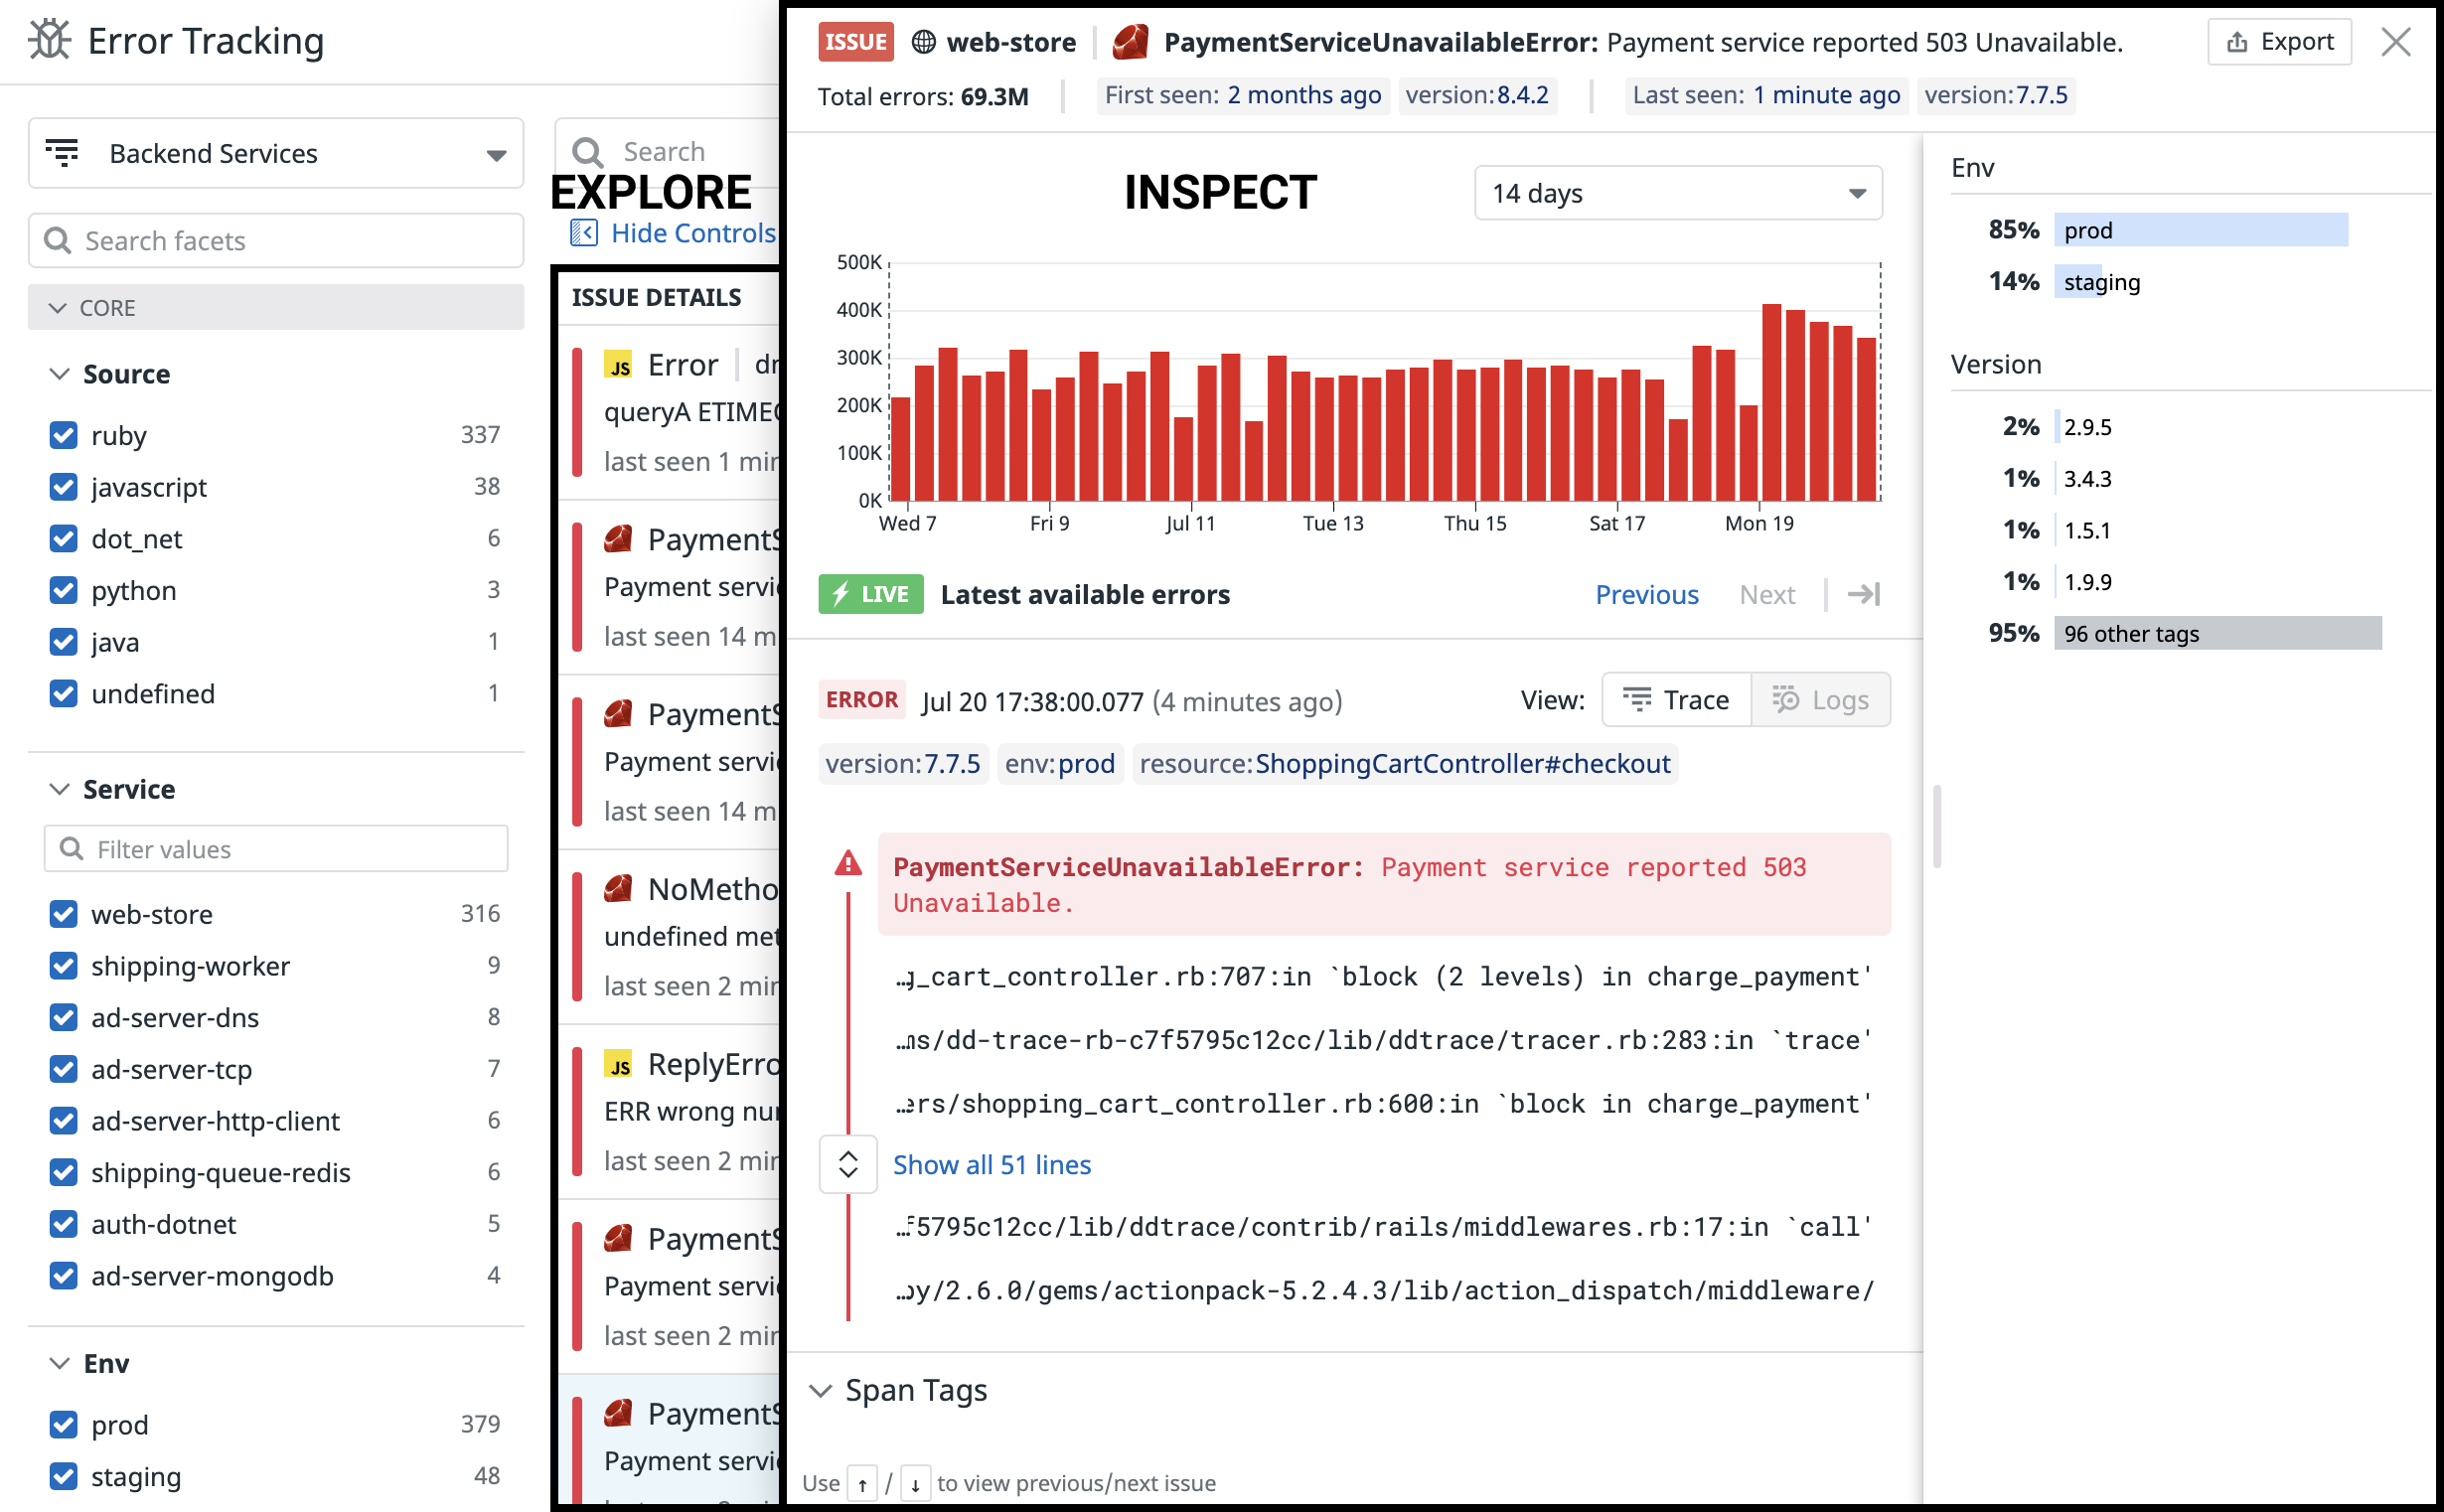 Error Tracking
Backend Services
Search facets
CORE
Source
ruby 337
javascript 38
dot_net 6
python 3
java 1
undefined 1
Service
Filter values
web-store 316
shipping-worker 9
ad-server-dns 8
ad-server-tcp 7
ad-server-http-client 6
shipping-queue-redis 6
auth-dotnet 5
ad-server-mongodb 4
Env
prod 379
staging 48
Search
EXPLORE
Hide Controls
ISSUE DETAILS
JS Error | dr
queryA ETIMEO
last seen 1 min
PaymentS
Payment servic
last seen 14 m
PaymentS
Payment servic
last seen 14 m
NoMetho
undefined met
last seen 2 min
JS ReplyErro
ERR wrong nu
last seen 2 min
PaymentS
Payment servic
last seen 2 min
PaymentS
Payment servic
ISSUE web-store | PaymentServiceUnavailableError: Payment service reported 503 Unavailable.
Export
Total errors: 69.3M | First seen: 2 months ago version:8.4.2 | Last seen: 1 minute ago version:7.7.5
INSPECT
14 days
500K
400K
300K
200K
100K
0K
Wed 7 Fri 9 Jul 11 Tue 13 Thu 15 Sat 17 Mon 19
LIVE Latest available errors
Previous Next
ERROR Jul 20 17:38:00.077 (4 minutes ago)
View: Trace Logs
version:7.7.5 env:prod resource:ShoppingCartController#checkout
PaymentServiceUnavailableError: Payment service reported 503
Unavailable.
…g_cart_controller.rb:707:in `block (2 levels) in charge_payment'
…ms/dd-trace-rb-c7f5795c12cc/lib/ddtrace/tracer.rb:283:in `trace'
…ers/shopping_cart_controller.rb:600:in `block in charge_payment'
Show all 51 lines
…f5795c12cc/lib/ddtrace/contrib/rails/middlewares.rb:17:in `call'
…by/2.6.0/gems/actionpack-5.2.4.3/lib/action_dispatch/middleware/
Span Tags
Use ↑ / ↓ to view previous/next issue
Env
85% prod
14% staging
Version
2% 2.9.5
1% 3.4.3
1% 1.5.1
1% 1.9.9
95% 96 other tags